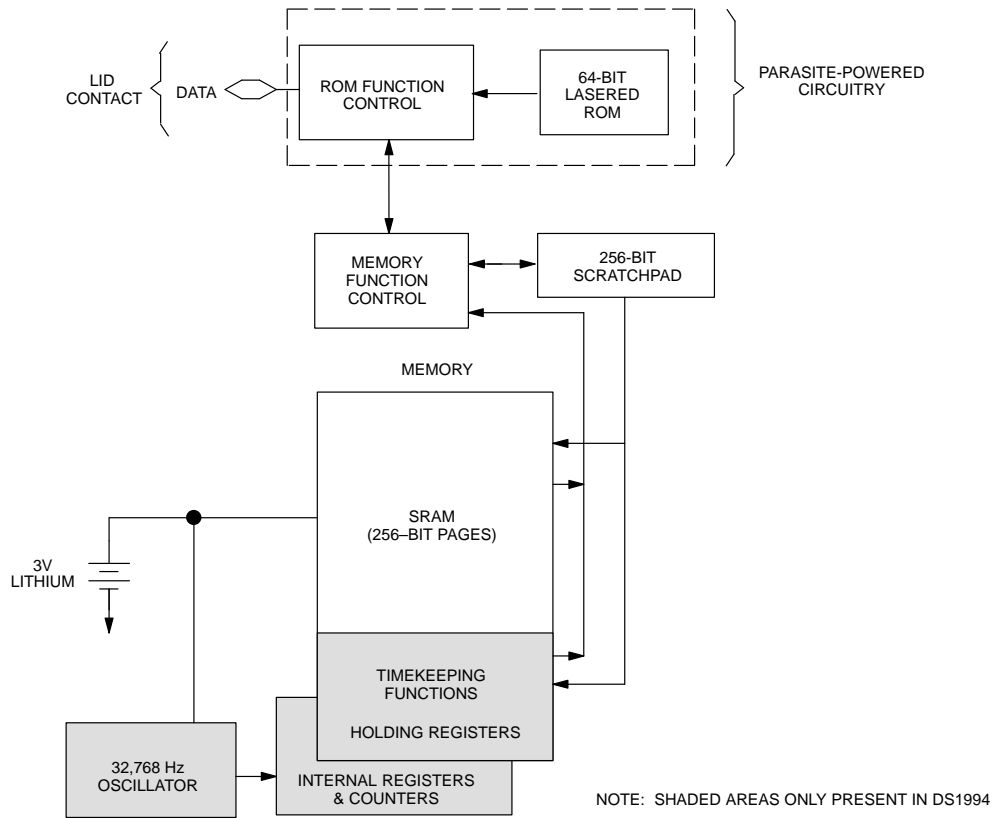 LID
CONTACT
DATA
ROM FUNCTION
CONTROL
64-BIT
LASERED
ROM
PARASITE-POWERED
CIRCUITRY
MEMORY
FUNCTION
CONTROL
256-BIT
SCRATCHPAD
MEMORY
SRAM
(256–BIT PAGES)
3V
LITHIUM
TIMEKEEPING
FUNCTIONS
HOLDING REGISTERS
32,768 Hz
OSCILLATOR
INTERNAL REGISTERS
& COUNTERS
NOTE: SHADED AREAS ONLY PRESENT IN DS1994